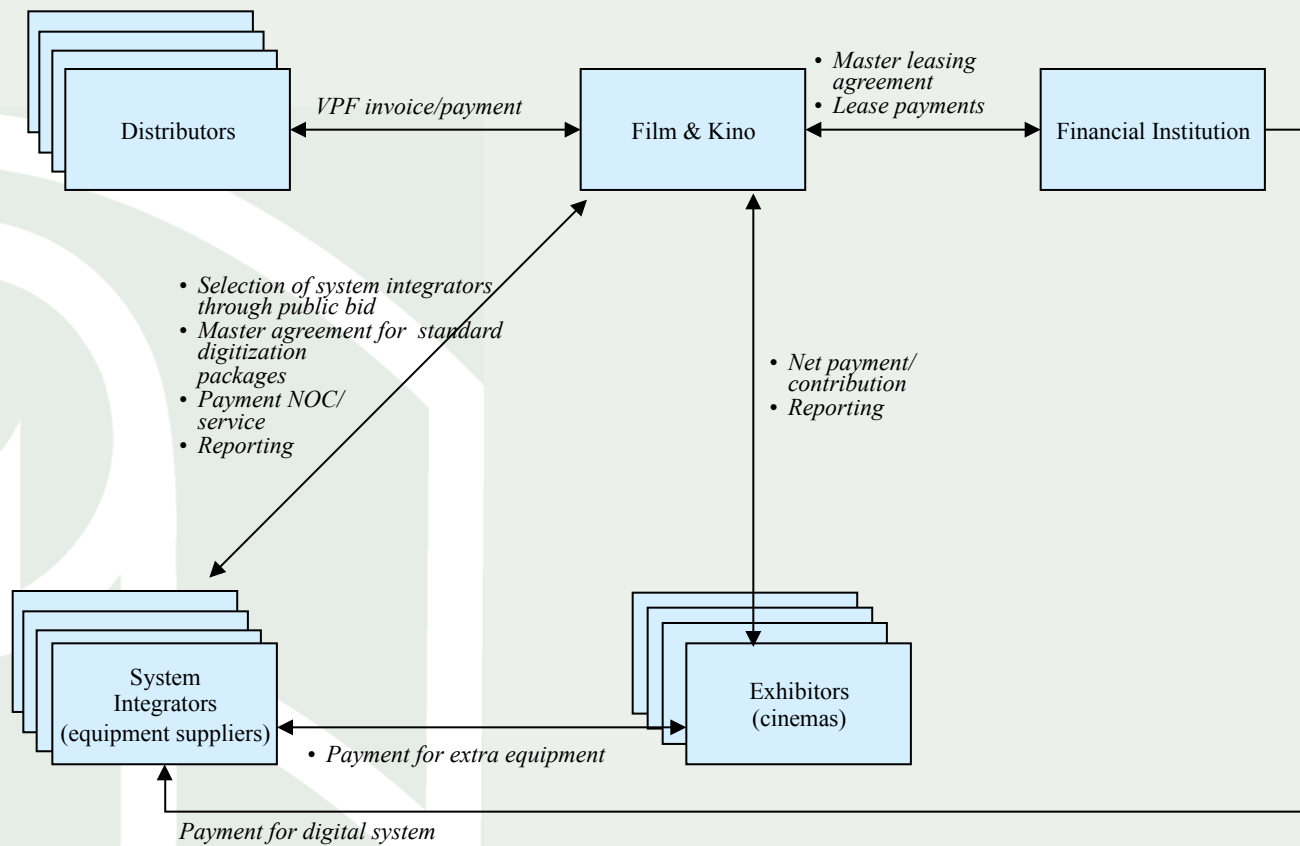 Distributors
VPF invoice/payment
Film & Kino
• Master leasing
agreement
• Lease payments
Financial Institution
• Selection of system integrators
through public bid
• Master agreement for standard
digitization
packages
• Payment NOC/
service
• Reporting
• Net payment/
contribution
• Reporting
System
Integrators
(equipment suppliers)
Exhibitors
(cinemas)
• Payment for extra equipment
Payment for digital system